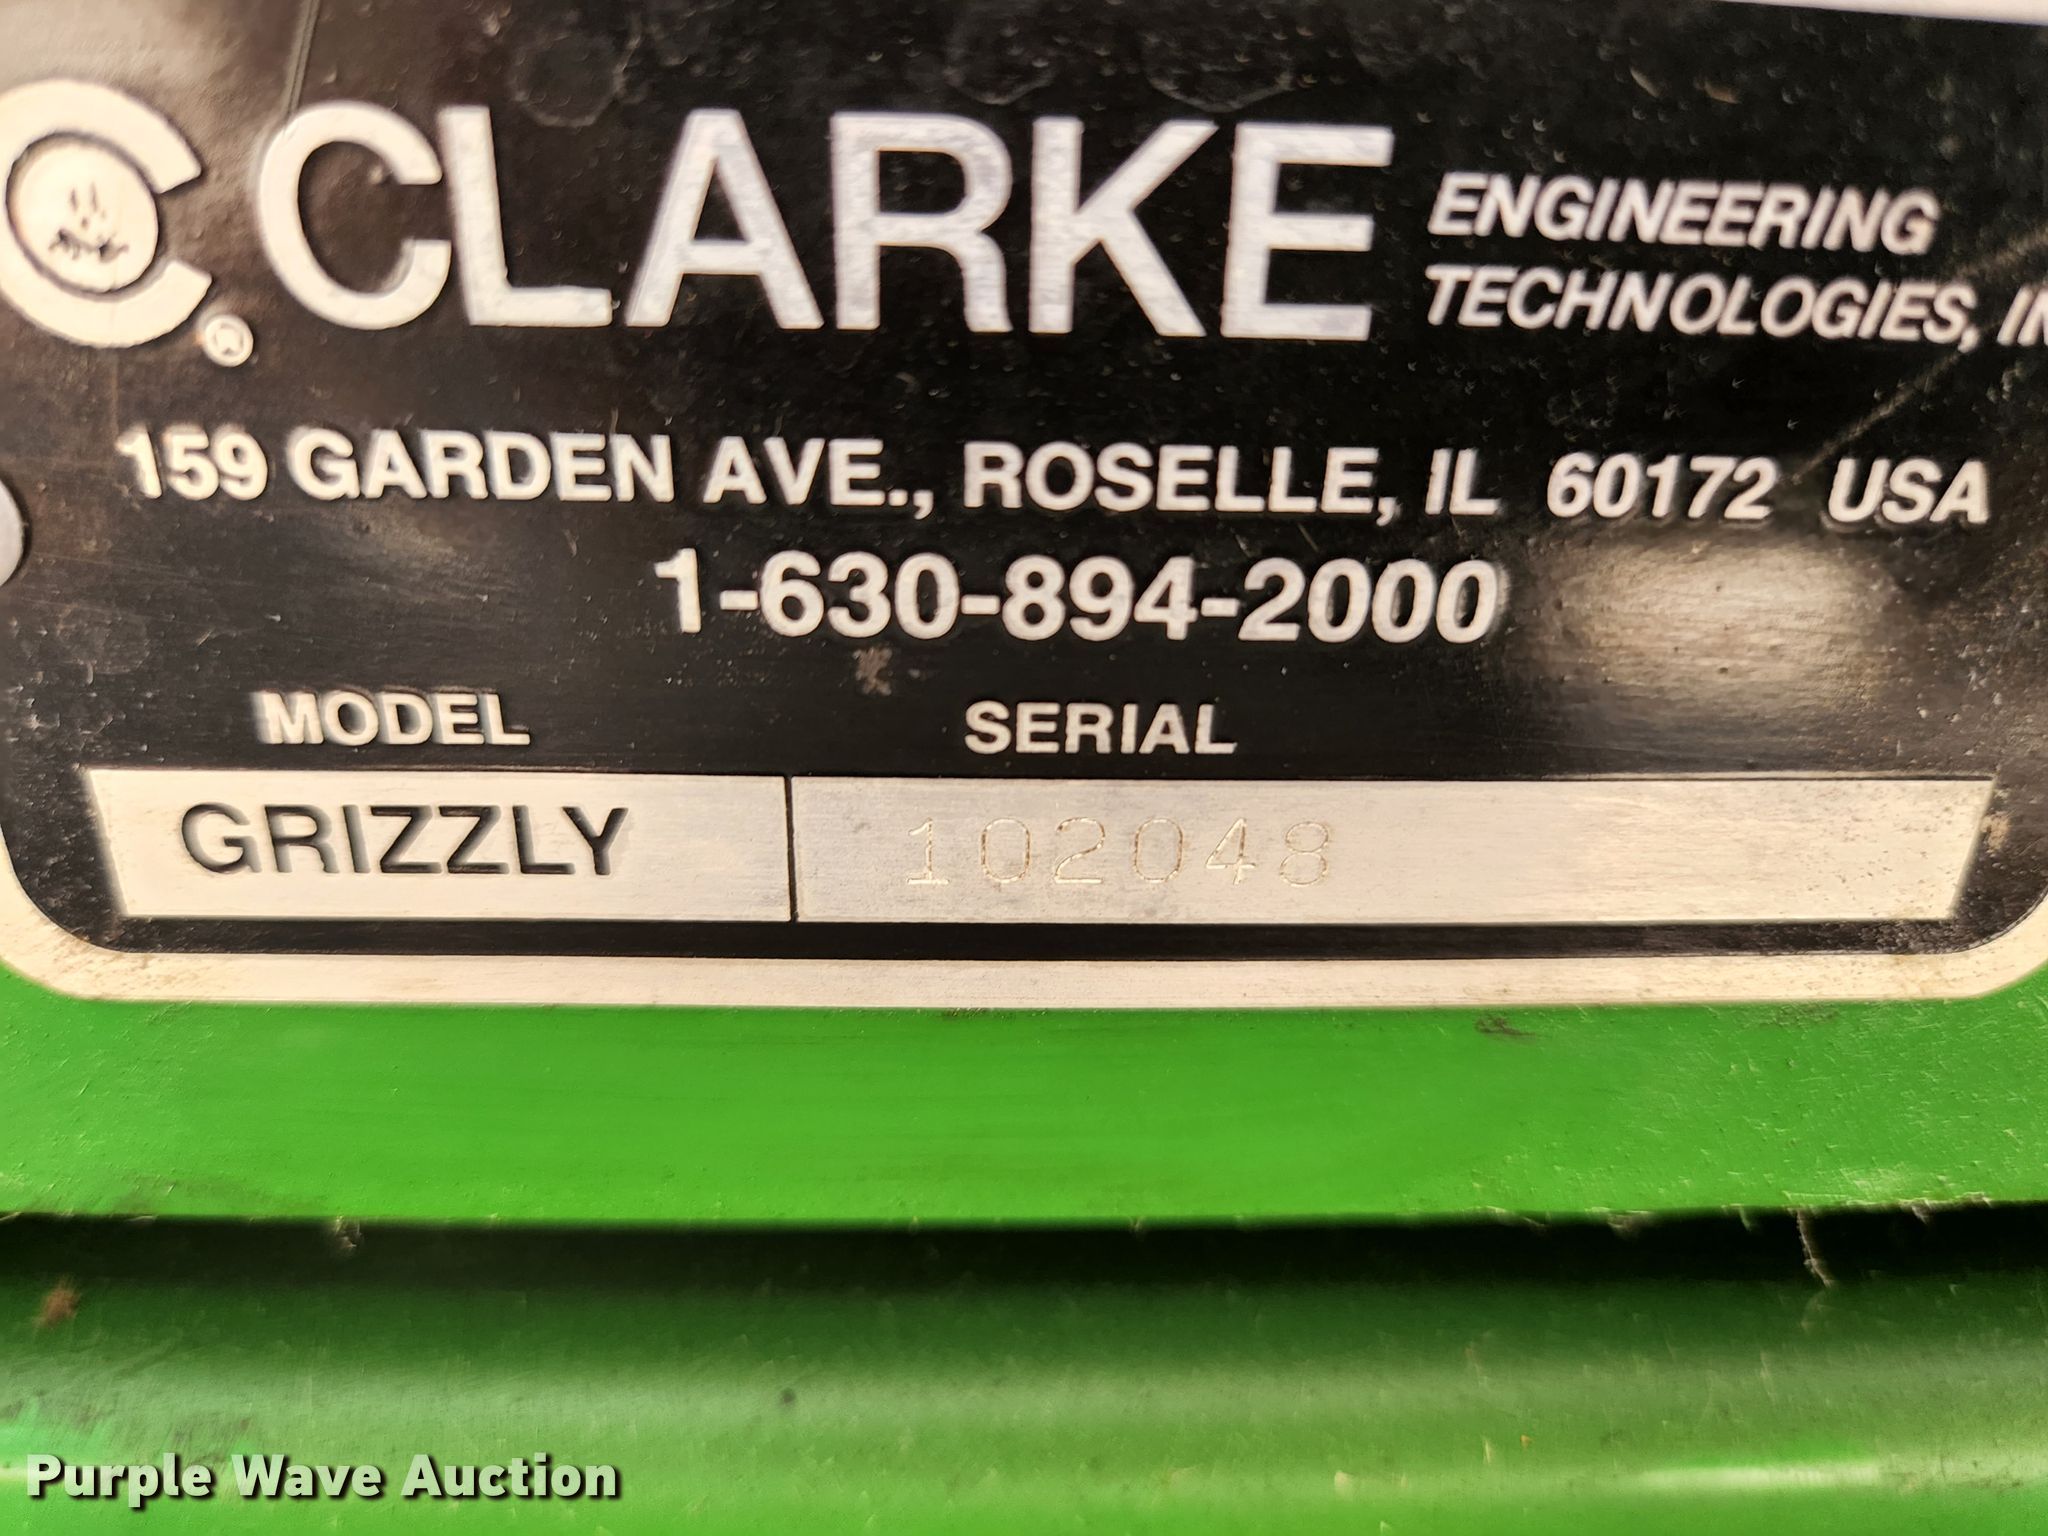 C® CLARKE ENGINEERING
TECHNOLOGIES, IN
159 GARDEN AVE., ROSELLE, IL 60172 USA
1-630-894-2000
MODEL SERIAL
GRIZZLY 102048
Purple Wave Auction